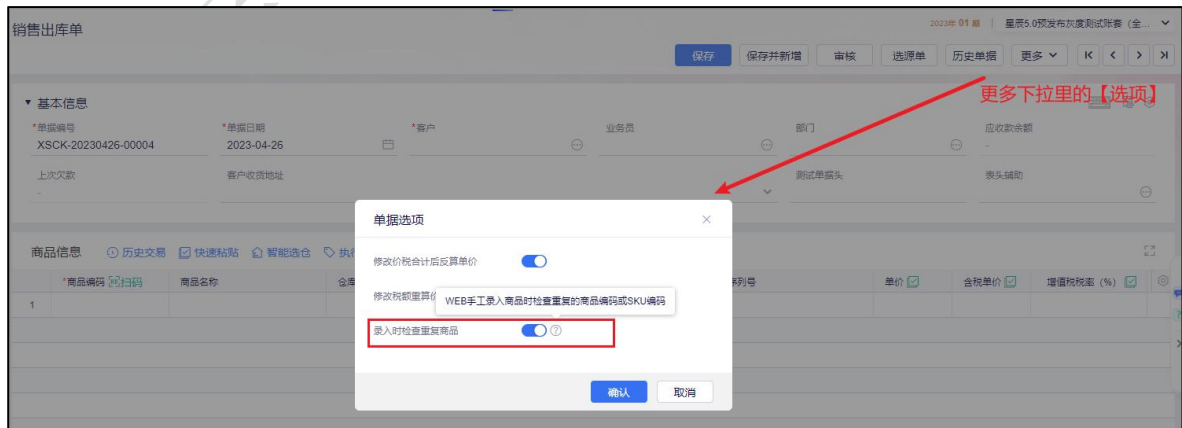 销售出库单
2023年 01 期 | 星辰5.0预发布灰度测试账套（全...
保存 保存并新增 审核 选源单 历史单据 更多
更多下拉里的【选项】
基本信息
*单据编号 *单据日期 *客户 业务员 部门 应收款余额
XSCK-20230426-00004 2023-04-26 -
上次欠款 客户收货地址 测试单据头 表头辅助
-
单据选项
修改价税合计后反算单价
商品信息 历史交易 快速粘贴 智能选仓 执行
*商品编码 扫码 商品名称 仓库 序列号 单价 含税单价 增值税税率（%）
修改税额重算价
WEB手工录入商品时检查重复的商品编码或SKU编码
1
录入时检查重复商品
确认 取消